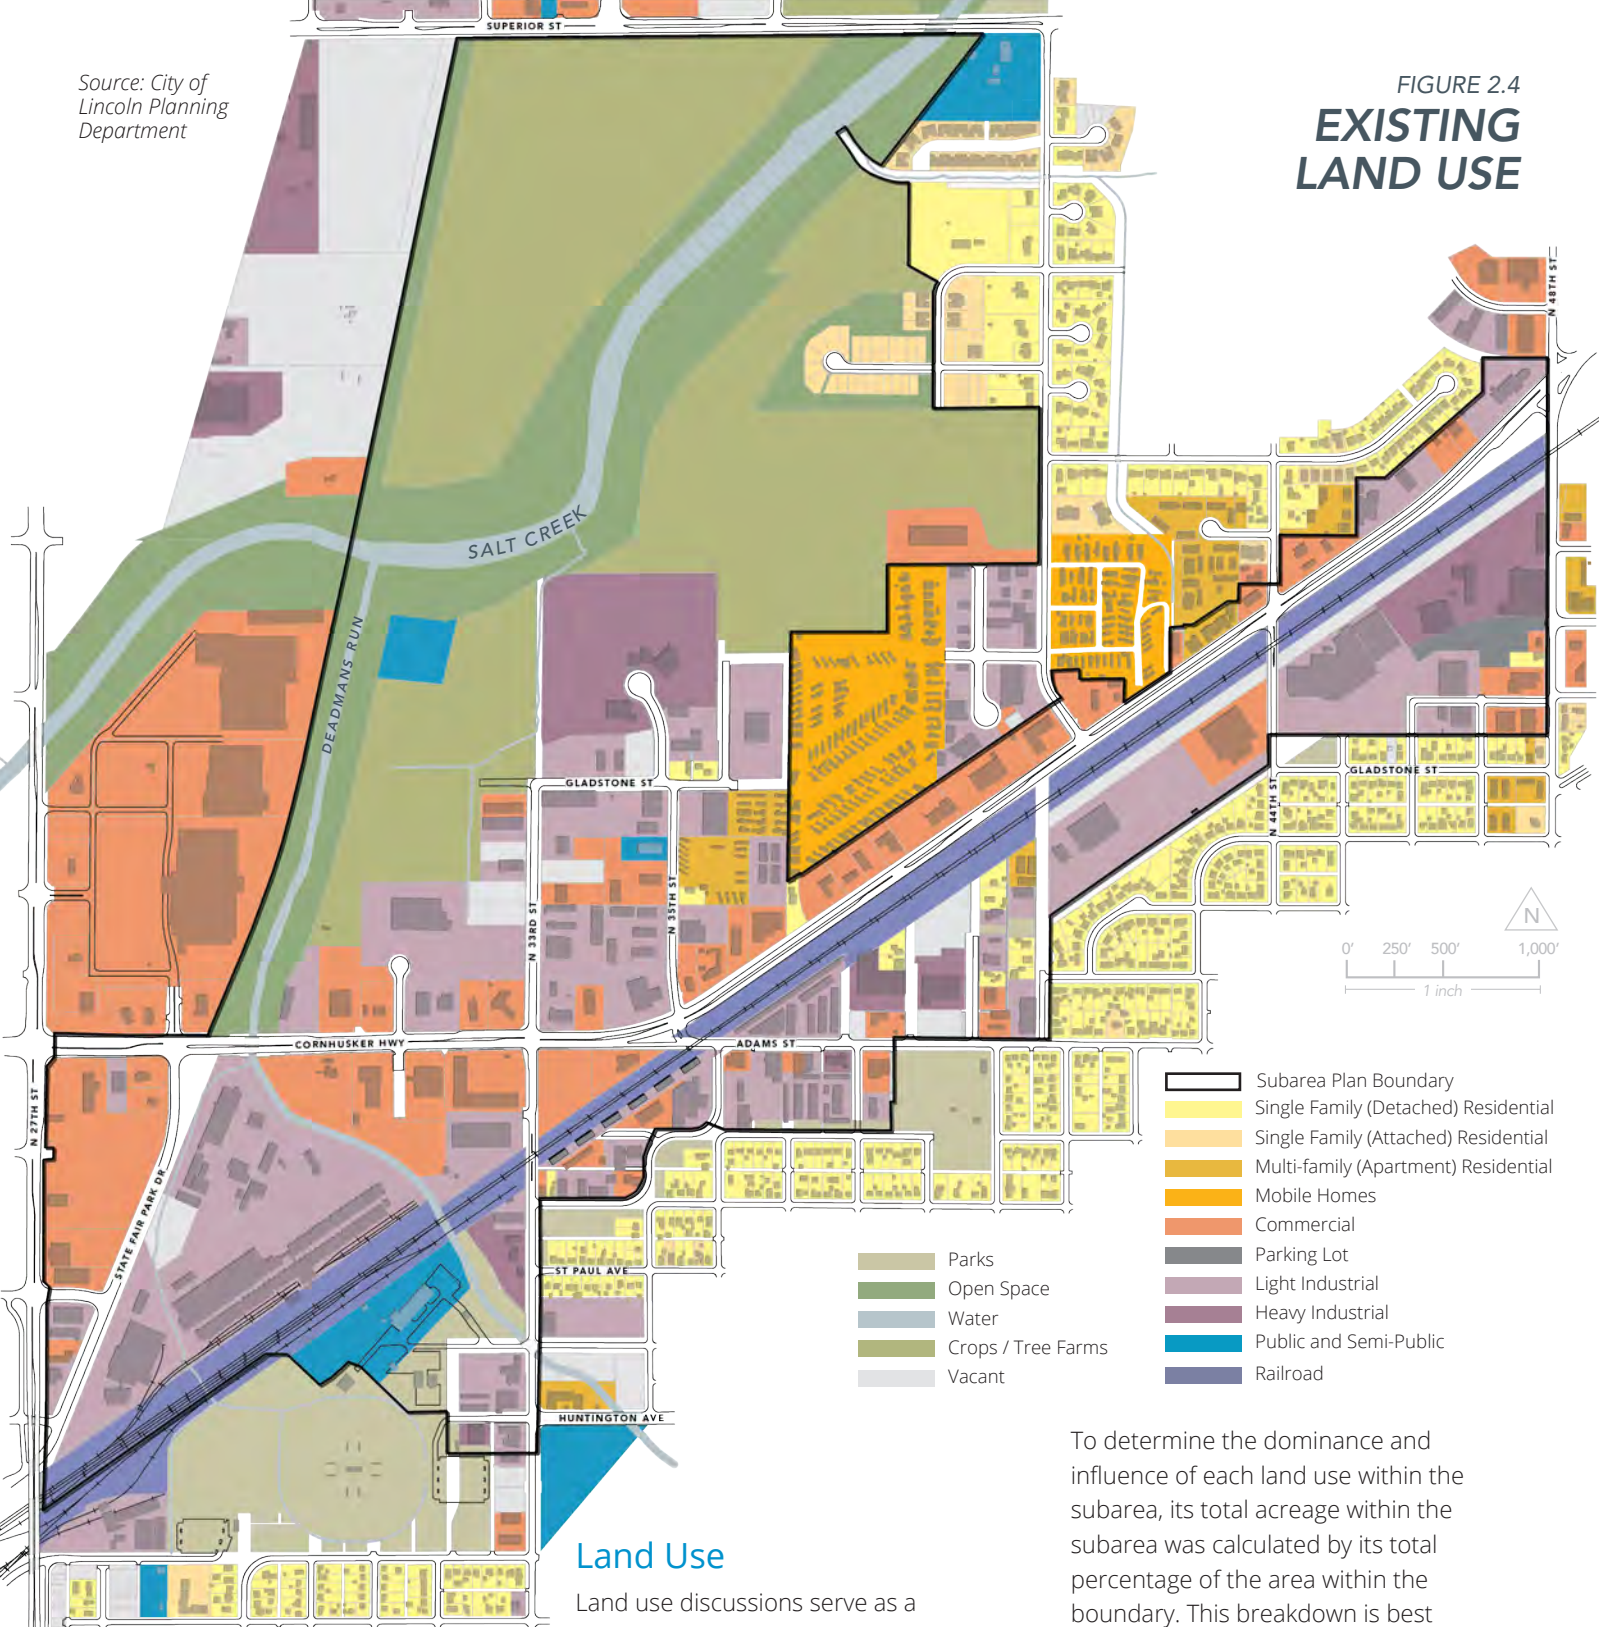 SUPERIOR ST
Source: City of
Lincoln Planning
Department
FIGURE 2.4
EXISTING
LAND USE
N 48TH ST
SALT CREEK
DEADMANS RUN
GLADSTONE ST
GLADSTONE ST
N 44TH ST
N 35TH ST
N 33RD ST
N
0'
250'
500'
1,000'
1 inch
CORNHUSKER HWY
ADAMS ST
N 27TH ST
STATE FAIR PARK DR
ST PAUL AVE
HUNTINGTON AVE
Subarea Plan Boundary
Single Family (Detached) Residential
Single Family (Attached) Residential
Multi-family (Apartment) Residential
Mobile Homes
Commercial
Parking Lot
Light Industrial
Heavy Industrial
Public and Semi-Public
Railroad
Parks
Open Space
Water
Crops / Tree Farms
Vacant
Land Use
Land use discussions serve as a
To determine the dominance and
influence of each land use within the
subarea, its total acreage within the
subarea was calculated by its total
percentage of the area within the
boundary. This breakdown is best